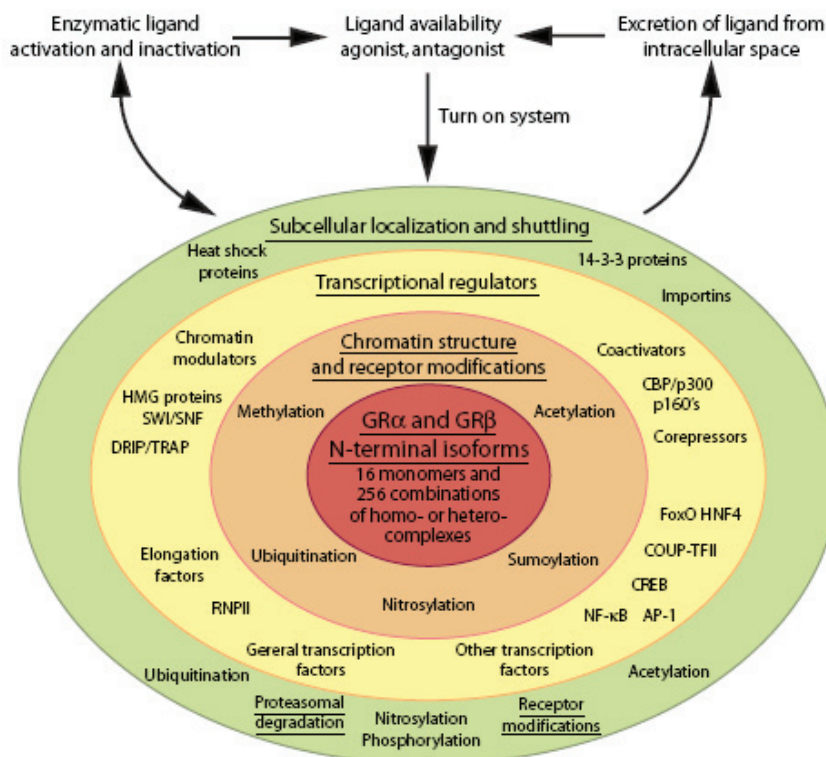 Enzymatic ligand
activation and inactivation
Ligand availability
agonist, antagonist
Excretion of ligand from
intracellular space
Turn on system
Subcellular localization and shuttling
Heat shock
proteins
14-3-3 proteins
Importins
Transcriptional regulators
Chromatin
modulators
Coactivators
Chromatin structure
and receptor modifications
HMG proteins
SWI/SNF
DRIP/TRAP
CBP/p300
p160's
Corepressors
Methylation
Acetylation
GRα and GRβ
N-terminal isoforms
16 monomers and
256 combinations
of homo- or hetero-
complexes
FoxO HNF4
COUP-TFII
CREB
NF-κB AP-1
Elongation
factors
RNPII
Ubiquitination
Sumoylation
Nitrosylation
Gereral transcription
factors
Other transcription
factors
Ubiquitination
Acetylation
Proteasomal
degradation
Nitrosylation
Phosphorylation
Receptor
modifications